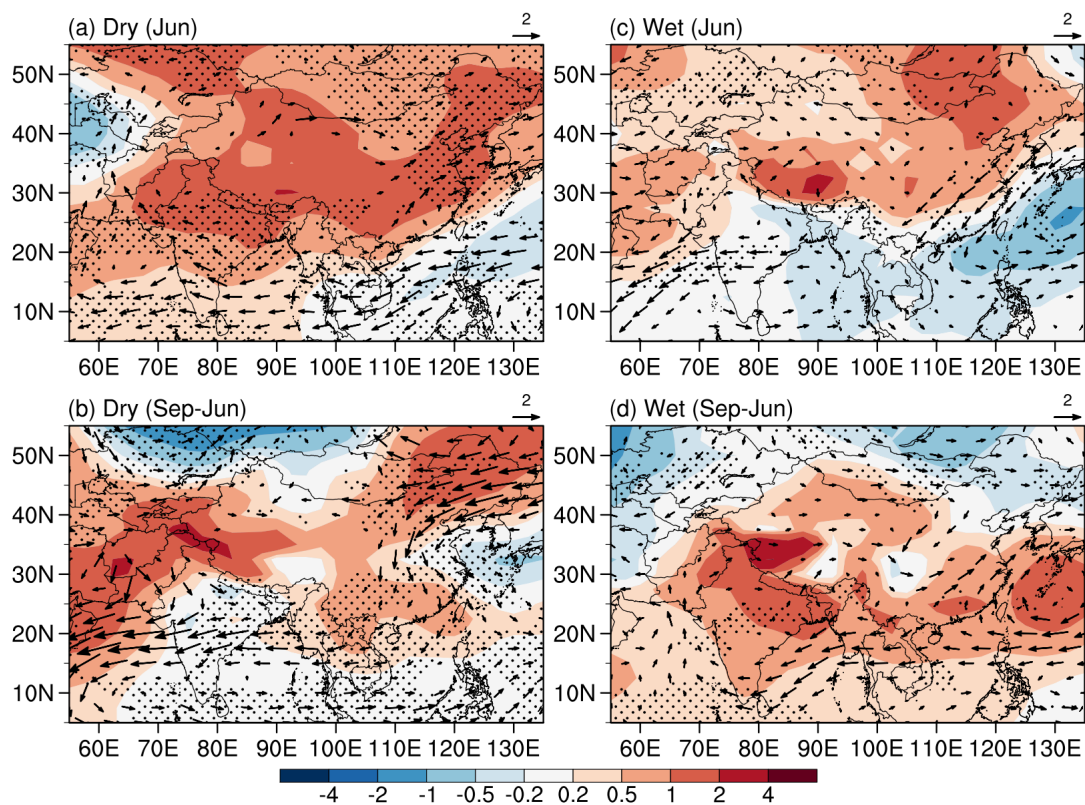 (a) Dry (Jun)
2
50N
40N
30N
20N
10N
60E 70E 80E 90E 100E 110E 120E 130E
(c) Wet (Jun)
2
50N
40N
30N
20N
10N
60E 70E 80E 90E 100E 110E 120E 130E
(b) Dry (Sep-Jun)
2
50N
40N
30N
20N
10N
60E 70E 80E 90E 100E 110E 120E 130E
(d) Wet (Sep-Jun)
2
50N
40N
30N
20N
10N
60E 70E 80E 90E 100E 110E 120E 130E
-4 -2 -1 -0.5 -0.2 0.2 0.5 1 2 4